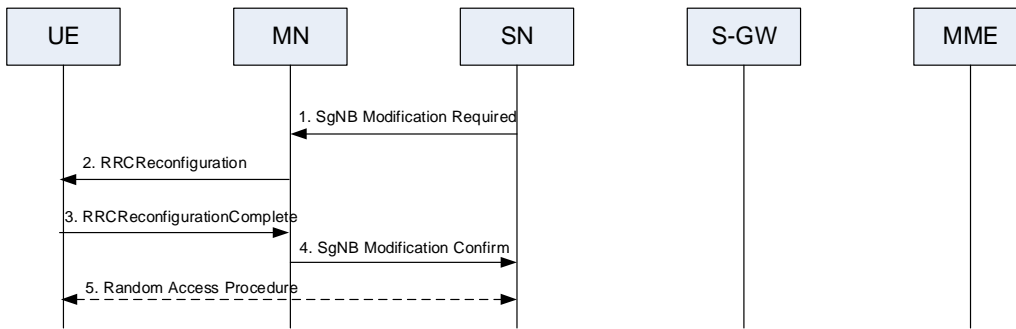 UE
MN
SN
S-GW
MME
1. SgNB Modification Required
2. RRCReconfiguration
3. RRCReconfigurationComplete
4. SgNB Modification Confirm
5. Random Access Procedure